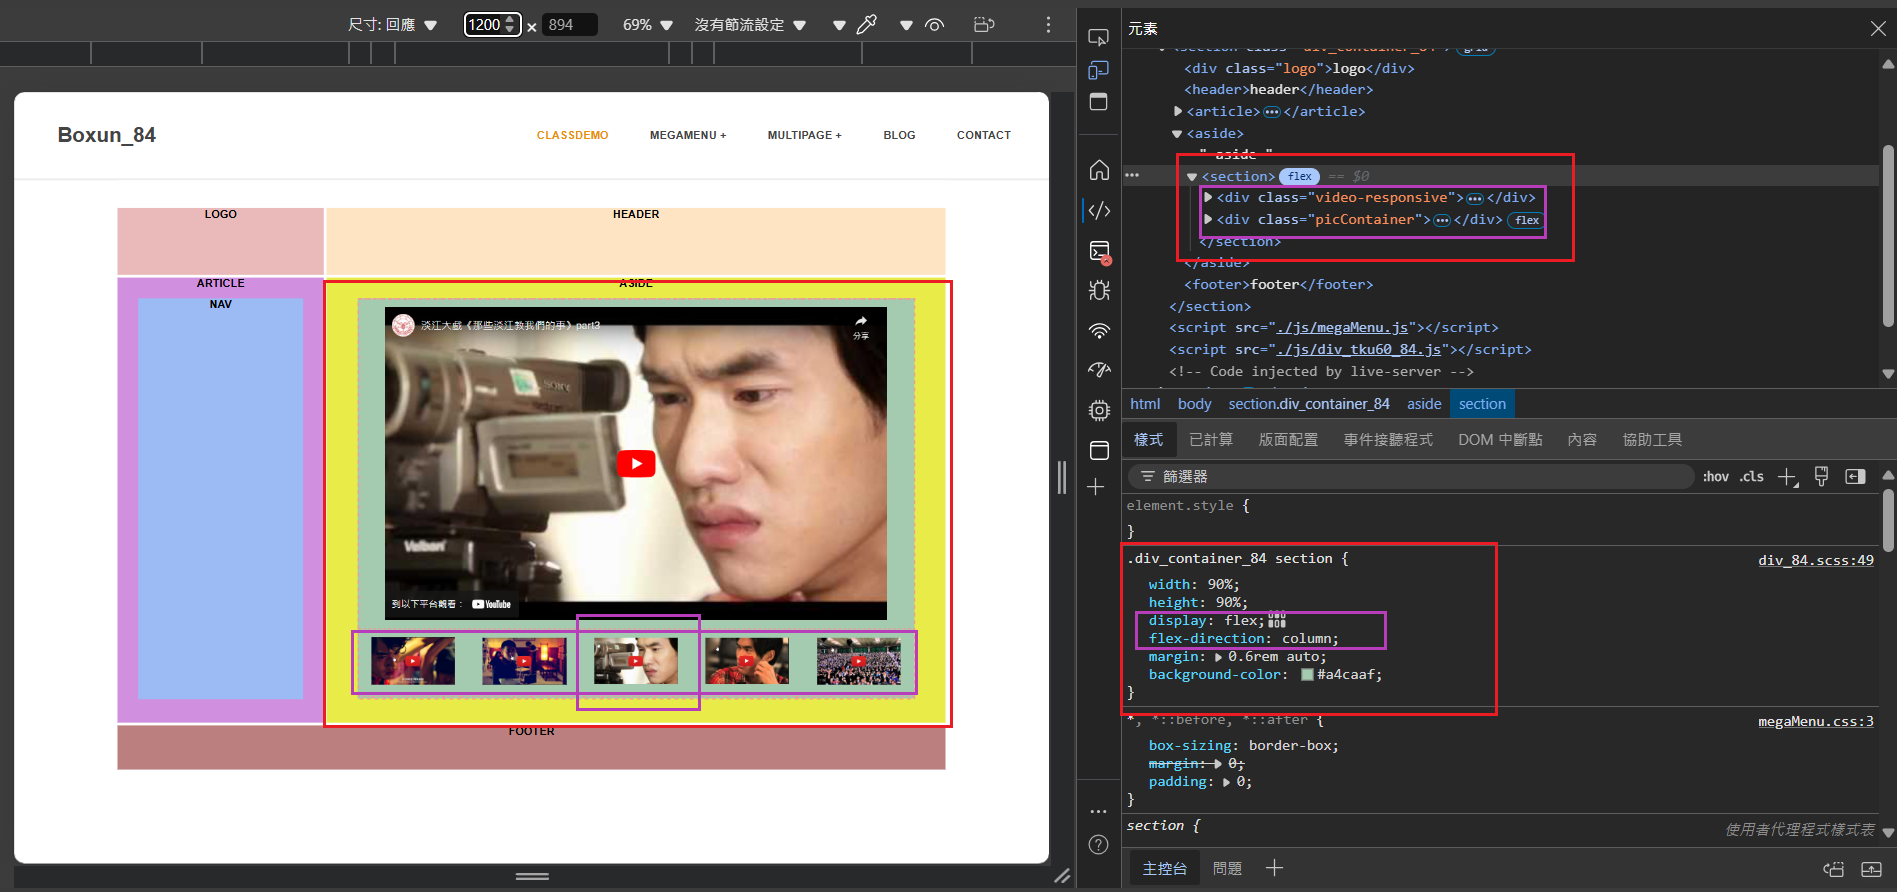 尺寸: 回應 1200 × 894 69% 沒有節流設定
Boxun_84
CLASSDEMO MEGAMENU + MULTIPAGE + BLOG CONTACT
LOGO
HEADER
ARTICLE
NAV
ASIDE
淡江大戲《那些淡江教我們的事》part3
分享
SONY
到以下平台觀看： YouTube
FOOTER
元素
<div class="logo">logo</div>
<header>header</header>
<article> ••• </article>
<aside>
" aside "
••• <section> flex == $0
<div class="video-responsive"> ••• </div>
<div class="picContainer"> ••• </div> flex
</section>
</aside>
<footer>footer</footer>
</section>
<script src="./js/megaMenu.js"></script>
<script src="./js/div_tku60_84.js"></script>
<!-- Code injected by live-server -->
html body section.div_container_84 aside section
樣式 已計算 版面配置 事件接聽程式 DOM 中斷點 內容 協助工具
篩選器 :hov .cls
element.style {
}
.div_container_84 section { div_84.scss:49
width: 90%;
height: 90%;
display: flex;
flex-direction: column;
margin: 0.6rem auto;
background-color: #a4caaf;
}
*, *::before, *::after { megaMenu.css:3
box-sizing: border-box;
margin: 0;
padding: 0;
}
section { 使用者代理程式樣式表
主控台 問題